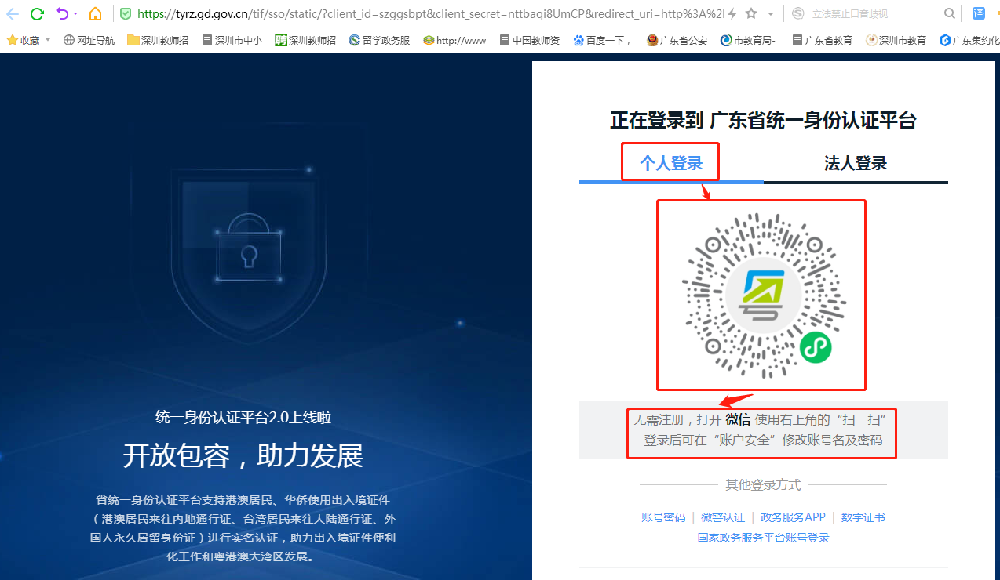 https://tyrz.gd.gov.cn/tif/sso/static/?client_id=szggsbpt&client_secret=nttbaqi8UmCP&redirect_uri=http%3A%2
立法禁止口音歧视
译
收藏 网址导航 深圳教师招 深圳市中小 深圳教师招 留学政务服 http://www 中国教师资 百度一下, 广东省公安 市教育局- 广东省教育 深圳市教育 广东集约化
正在登录到 广东省统一身份认证平台
个人登录 法人登录
无需注册，打开 微信 使用右上角的“扫一扫”
登录后可在“账户安全”修改账号名及密码
其他登录方式
账号密码 | 微警认证 | 政务服务APP | 数字证书
国家政务服务平台账号登录
统一身份认证平台2.0上线啦
开放包容，助力发展
省统一身份认证平台支持港澳居民、华侨使用出入境证件
（港澳居民来往内地通行证、台湾居民来往大陆通行证、外
国人永久居留身份证）进行实名认证，助力出入境证件便利
化工作和粤港澳大湾区发展。